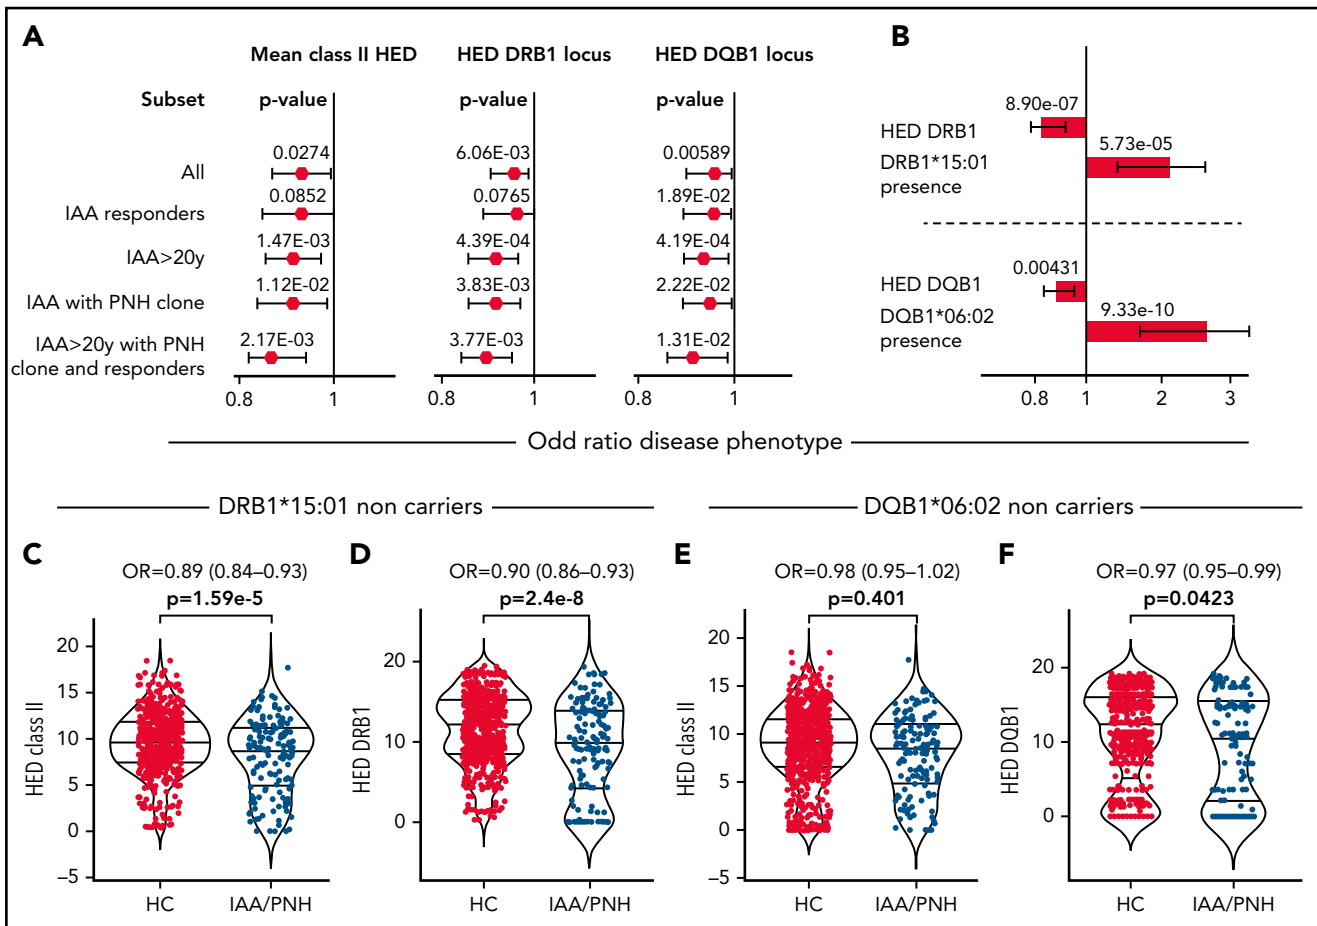 A
B
Mean class II HED
HED DRB1 locus
HED DQB1 locus
Subset
p-value
p-value
p-value
All
0.0274
6.06E-03
0.00589
IAA responders
0.0852
0.0765
1.89E-02
IAA>20y
1.47E-03
4.39E-04
4.19E-04
IAA with PNH clone
1.12E-02
3.83E-03
2.22E-02
IAA>20y with PNH
clone and responders
2.17E-03
3.77E-03
1.31E-02
0.8
1
0.8
1
0.8
1
8.90e-07
HED DRB1
5.73e-05
DRB1*15:01
presence
0.00431
HED DQB1
9.33e-10
DQB1*06:02
presence
0.8
1
2
3
Odd ratio disease phenotype
DRB1*15:01 non carriers
DQB1*06:02 non carriers
C
OR=0.89 (0.84–0.93)
p=1.59e-5
HED class II
20
15
10
5
0
–5
HC
IAA/PNH
D
OR=0.90 (0.86–0.93)
p=2.4e-8
HED DRB1
20
10
0
HC
IAA/PNH
E
OR=0.98 (0.95–1.02)
p=0.401
HED class II
20
15
10
5
0
–5
HC
IAA/PNH
F
OR=0.97 (0.95–0.99)
p=0.0423
HED DQB1
20
10
0
HC
IAA/PNH